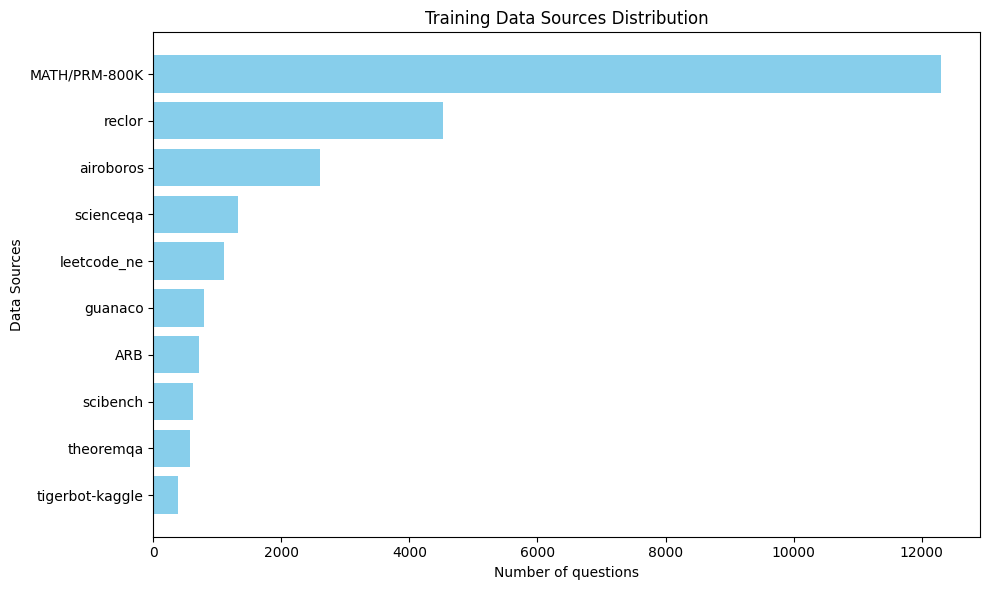 Training Data Sources Distribution
Data Sources
MATH/PRM-800K
reclor
airoboros
scienceqa
leetcode_ne
guanaco
ARB
scibench
theoremqa
tigerbot-kaggle
0 2000 4000 6000 8000 10000 12000
Number of questions